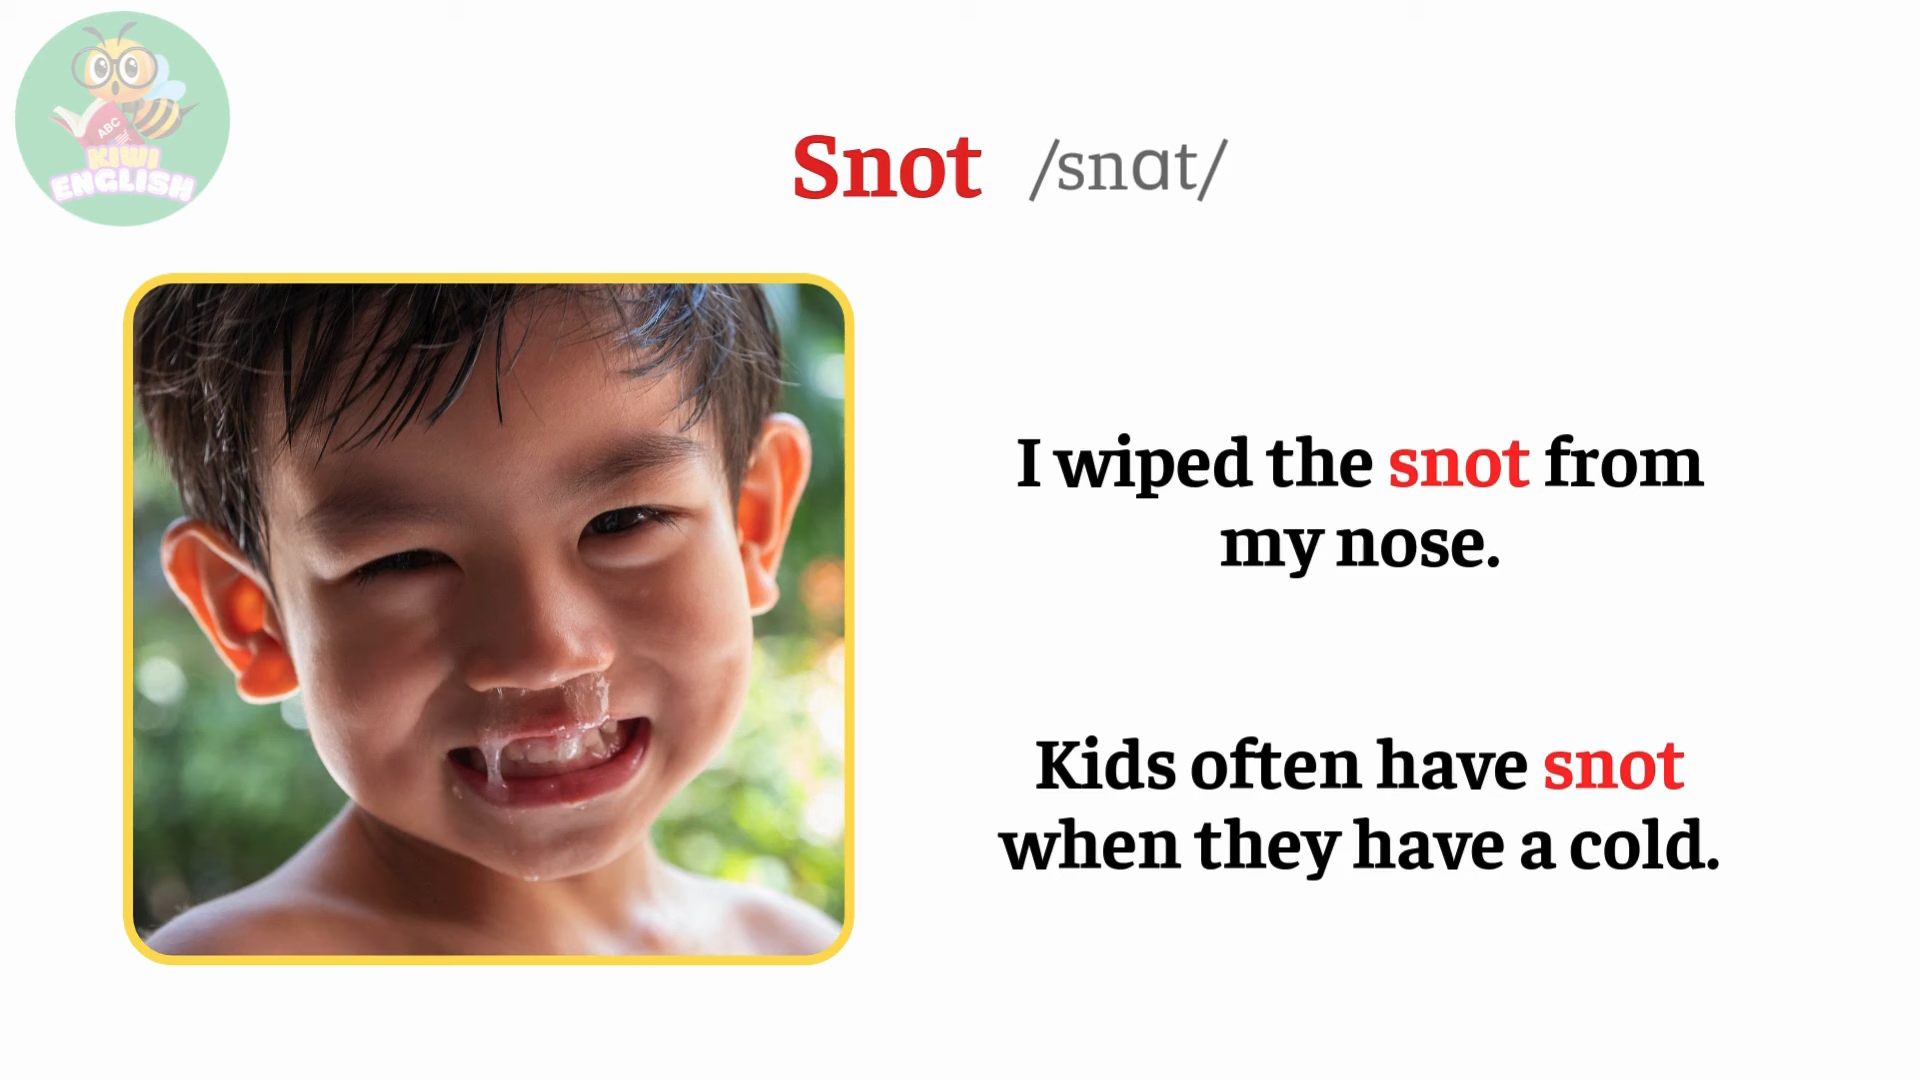 ABC
KIWI
ENGLISH
Snot /snɑt/
I wiped the snot from
my nose.
Kids often have snot
when they have a cold.